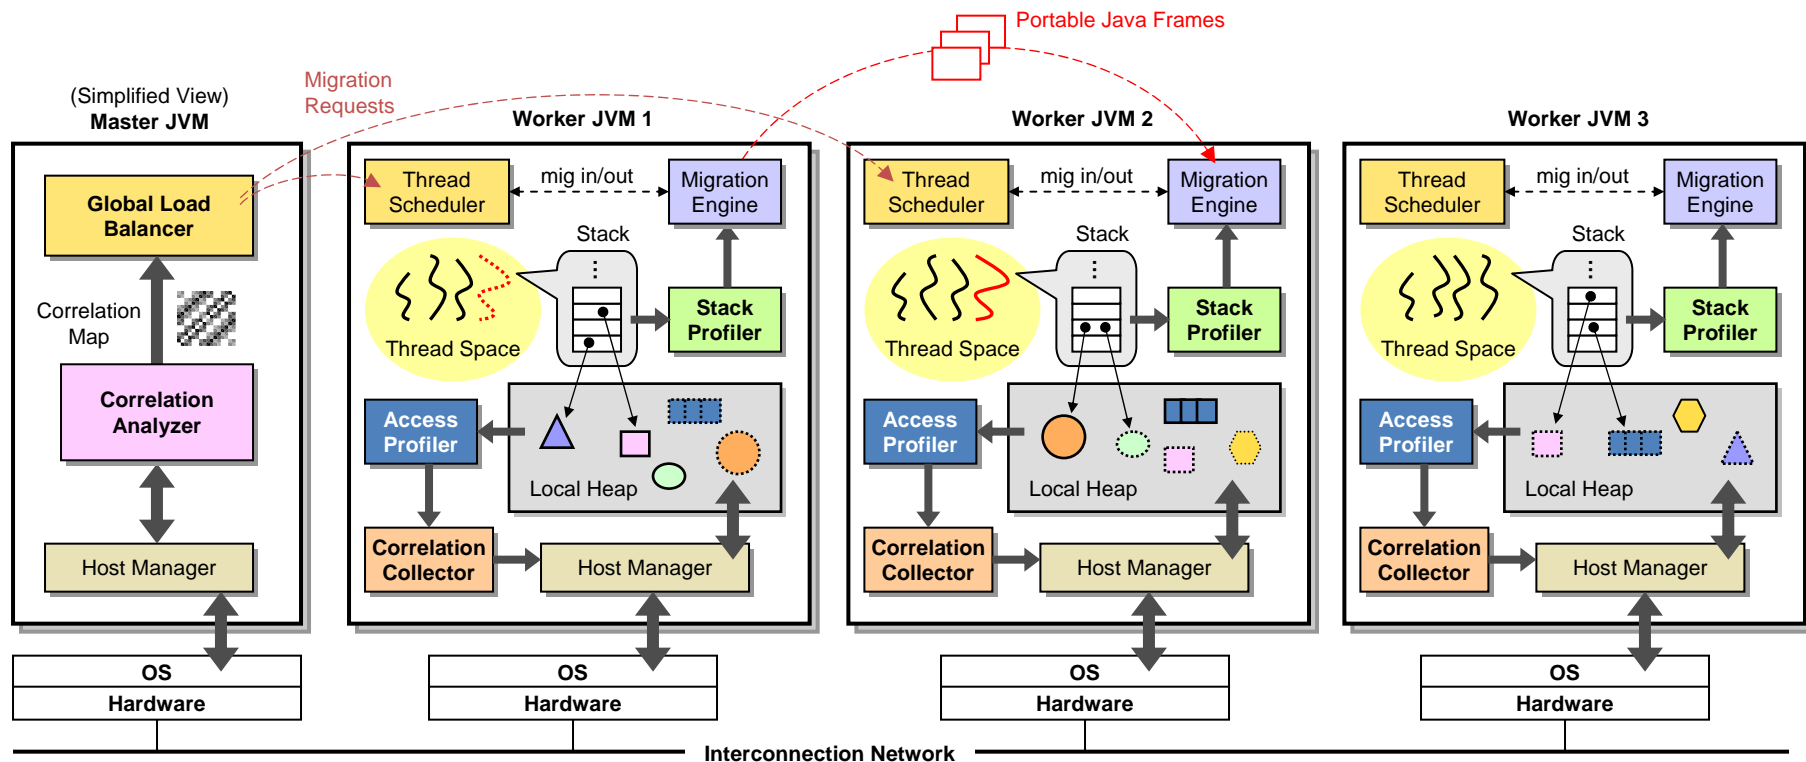 Portable Java Frames
Migration
Requests
(Simplified View)
Master JVM
Global Load
Balancer
Correlation
Map
Correlation
Analyzer
Host Manager
OS
Hardware
Worker JVM 1
Thread
Scheduler
mig in/out
Migration
Engine
Stack
Thread Space
Stack
Profiler
Access
Profiler
Local Heap
Correlation
Collector
Host Manager
OS
Hardware
Worker JVM 2
Thread
Scheduler
mig in/out
Migration
Engine
Stack
Thread Space
Stack
Profiler
Access
Profiler
Local Heap
Correlation
Collector
Host Manager
OS
Hardware
Worker JVM 3
Thread
Scheduler
mig in/out
Migration
Engine
Stack
Thread Space
Stack
Profiler
Access
Profiler
Local Heap
Correlation
Collector
Host Manager
OS
Hardware
Interconnection Network